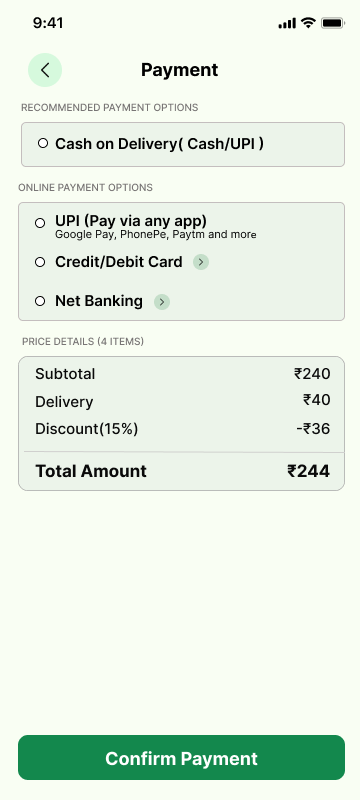 9:41
Payment
RECOMMENDED PAYMENT OPTIONS
Cash on Delivery( Cash/UPI )
ONLINE PAYMENT OPTIONS
UPI (Pay via any app)
Google Pay, PhonePe, Paytm and more
Credit/Debit Card
Net Banking
PRICE DETAILS (4 ITEMS)
Subtotal ₹240
Delivery ₹40
Discount(15%) -₹36
Total Amount ₹244
Confirm Payment